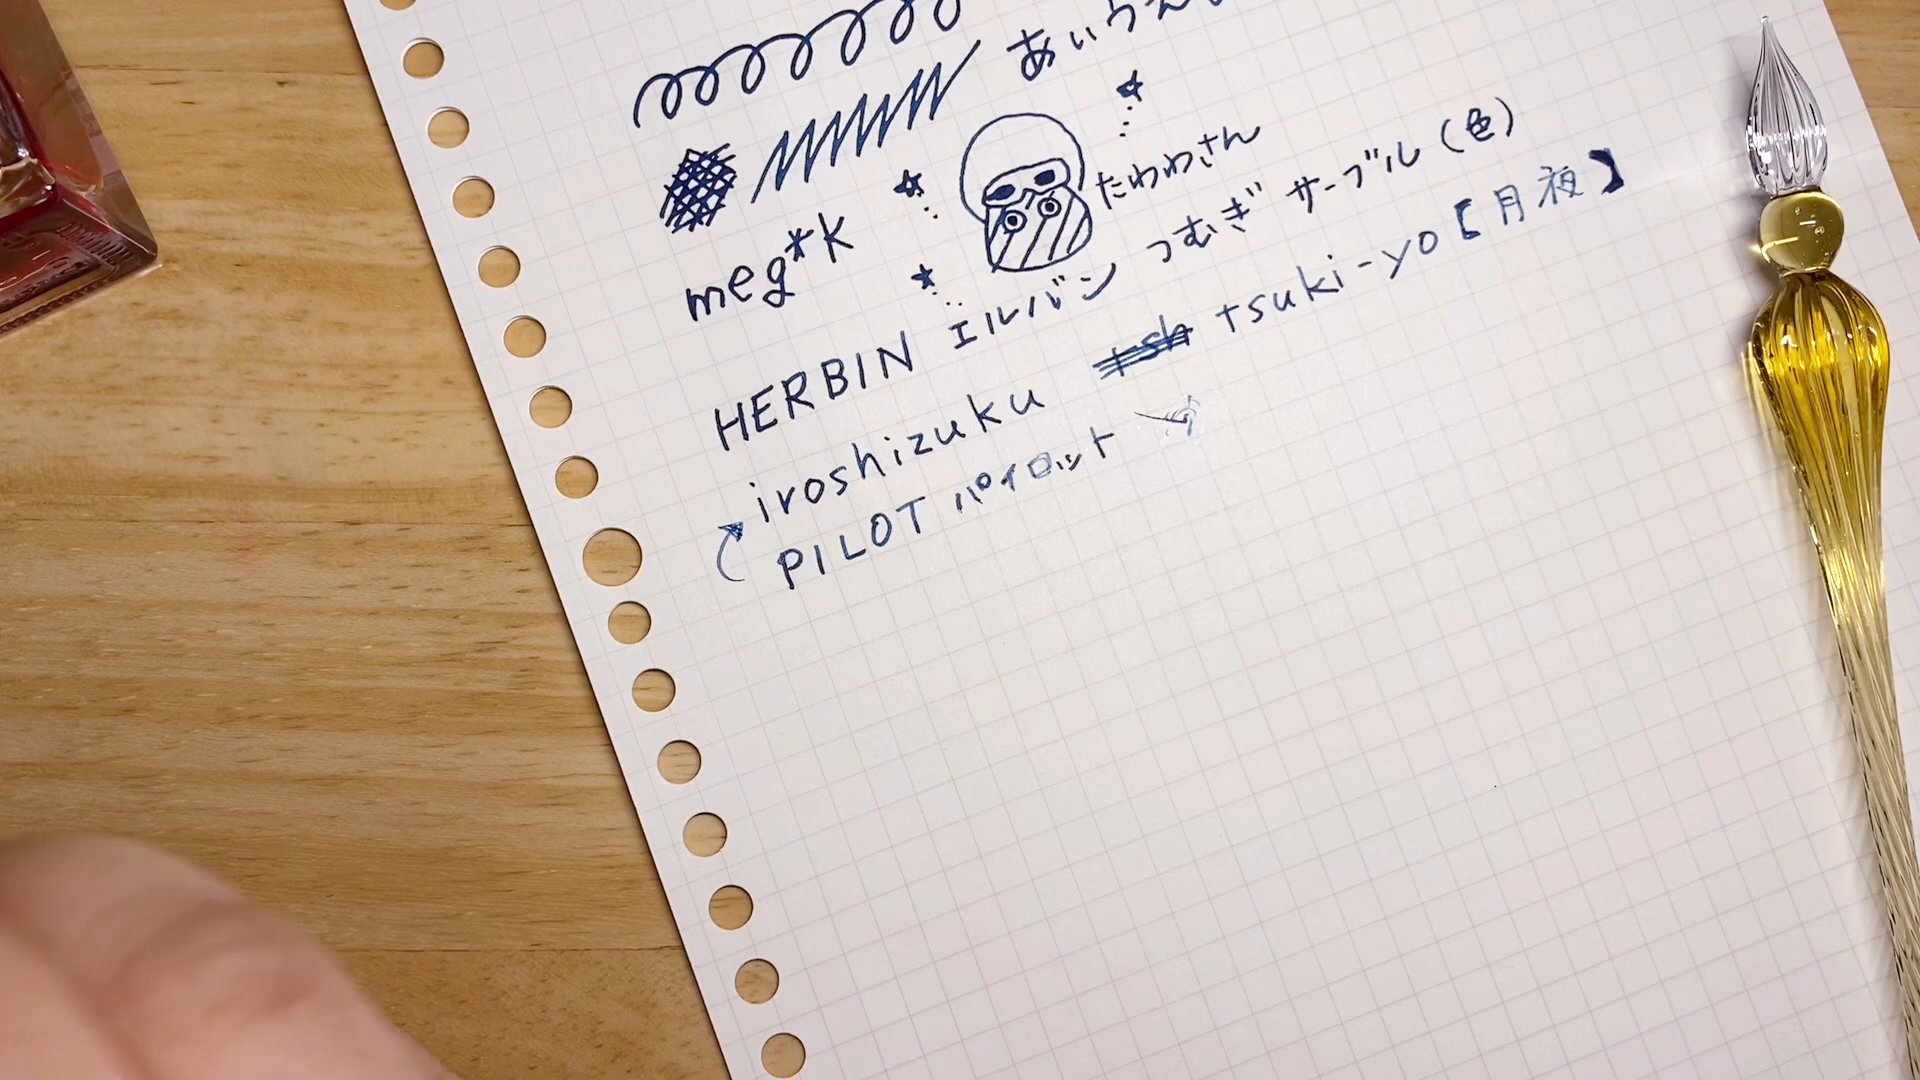 あいうえ
たわわさん
meg*k
HERBIN エルバン つむぎ サーブル (色)
iroshizuku tsuki-yo【月夜】
PILOT パイロット